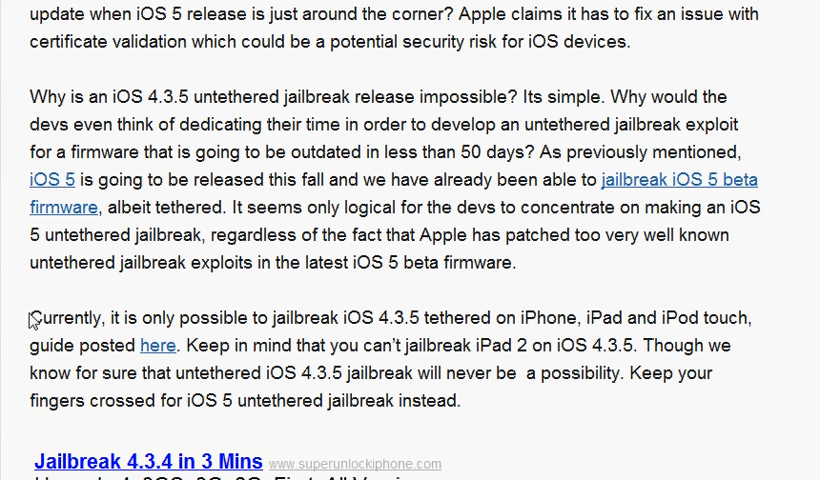 update when iOS 5 release is just around the corner? Apple claims it has to fix an issue with
certificate validation which could be a potential security risk for iOS devices.
Why is an iOS 4.3.5 untethered jailbreak release impossible? Its simple. Why would the
devs even think of dedicating their time in order to develop an untethered jailbreak exploit
for a firmware that is going to be outdated in less than 50 days? As previously mentioned,
iOS 5 is going to be released this fall and we have already been able to jailbreak iOS 5 beta
firmware, albeit tethered. It seems only logical for the devs to concentrate on making an iOS
5 untethered jailbreak, regardless of the fact that Apple has patched too very well known
untethered jailbreak exploits in the latest iOS 5 beta firmware.
Currently, it is only possible to jailbreak iOS 4.3.5 tethered on iPhone, iPad and iPod touch,
guide posted here. Keep in mind that you can’t jailbreak iPad 2 on iOS 4.3.5. Though we
know for sure that untethered iOS 4.3.5 jailbreak will never be  a possibility. Keep your
fingers crossed for iOS 5 untethered jailbreak instead.
Jailbreak 4.3.4 in 3 Mins www.superunlockiphone.com